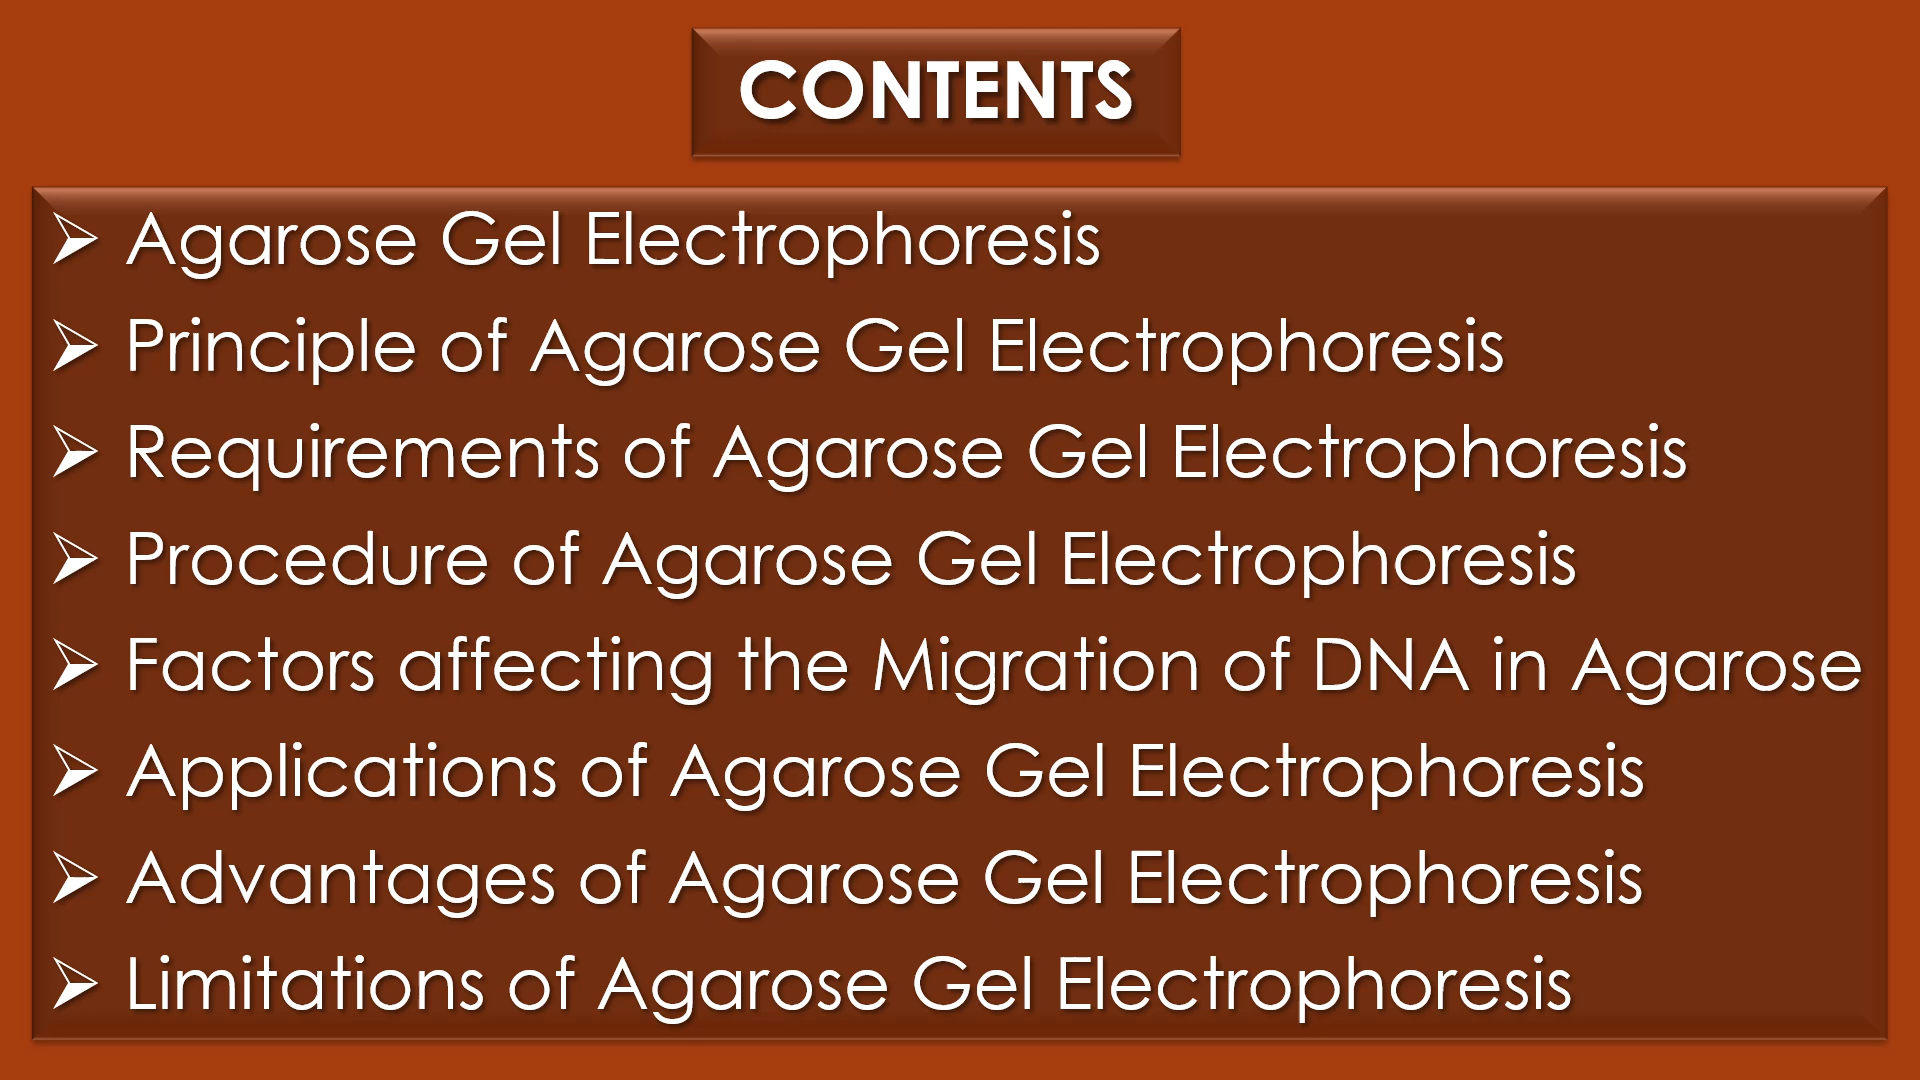 CONTENTS
➢ Agarose Gel Electrophoresis
➢ Principle of Agarose Gel Electrophoresis
➢ Requirements of Agarose Gel Electrophoresis
➢ Procedure of Agarose Gel Electrophoresis
➢ Factors affecting the Migration of DNA in Agarose
➢ Applications of Agarose Gel Electrophoresis
➢ Advantages of Agarose Gel Electrophoresis
➢ Limitations of Agarose Gel Electrophoresis